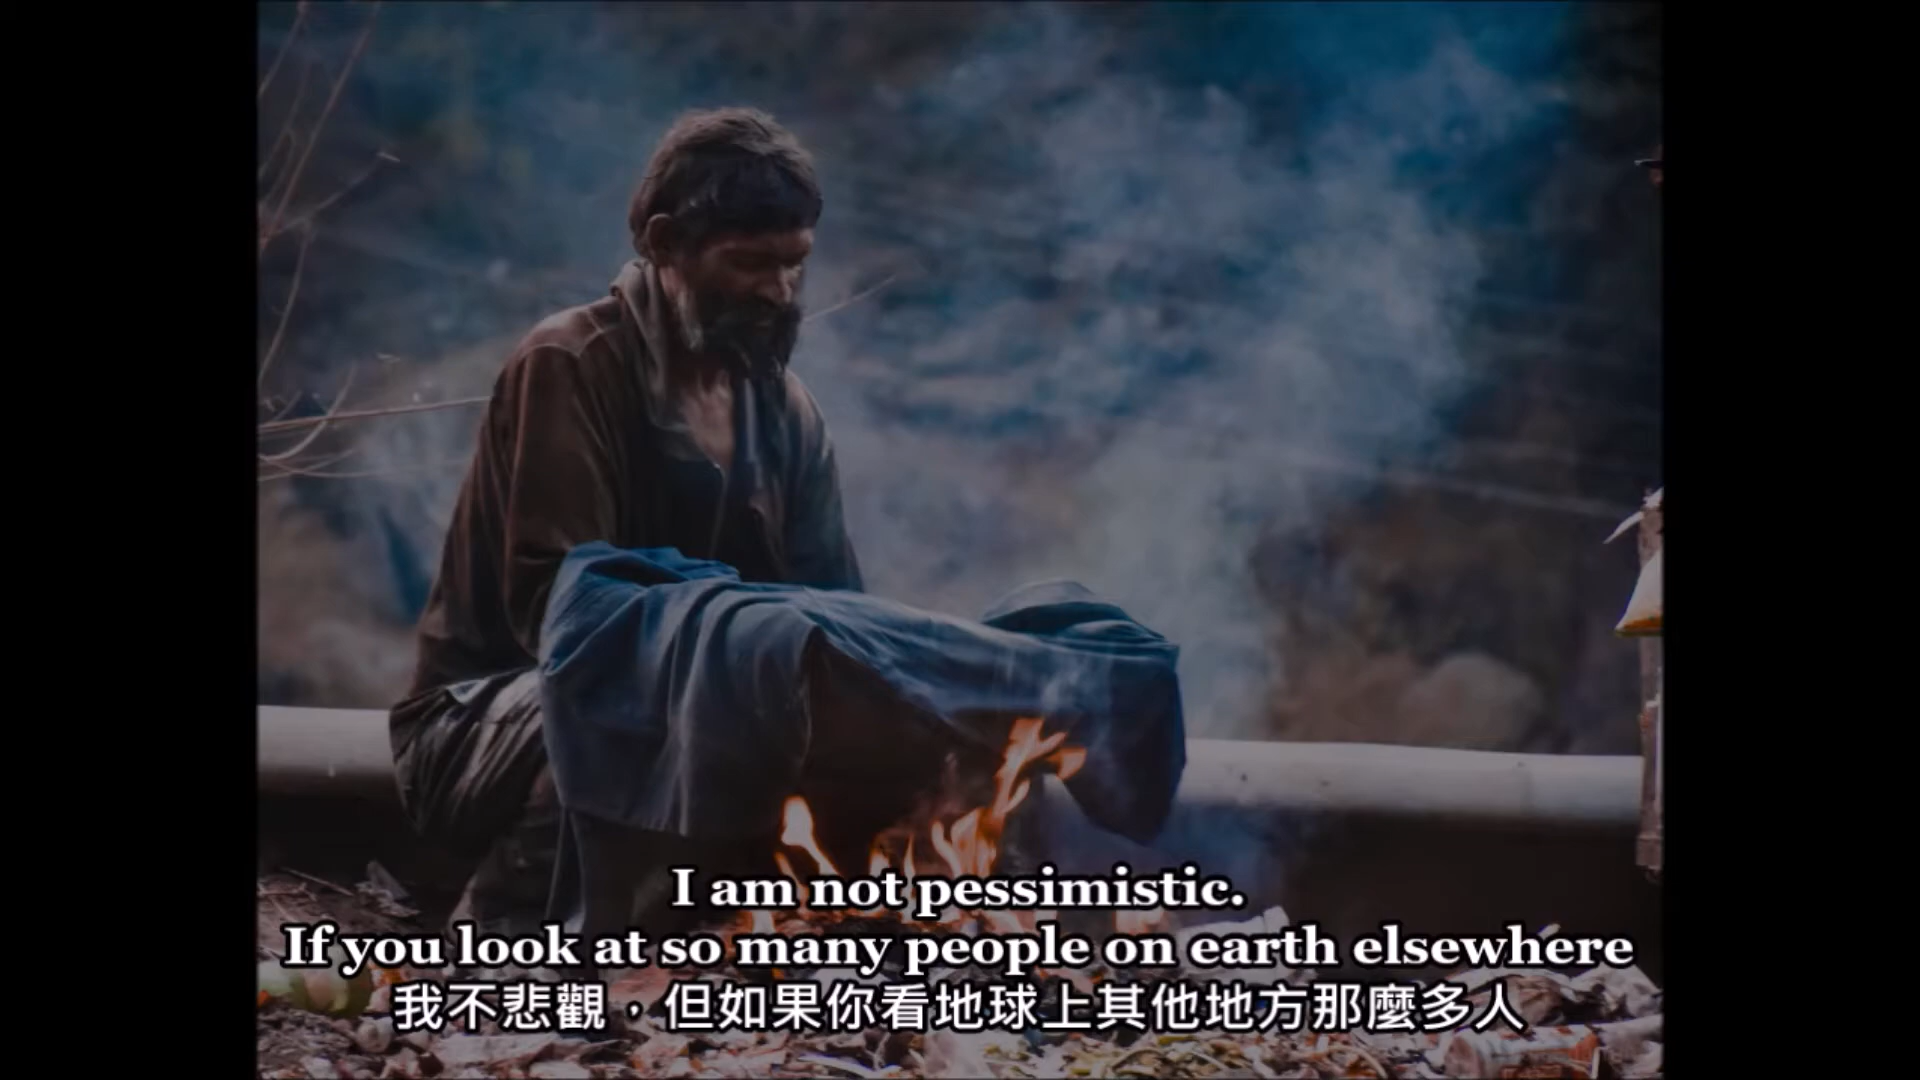 I am not pessimistic.
If you look at so many people on earth elsewhere
我不悲觀，但如果你看地球上其他地方那麼多人